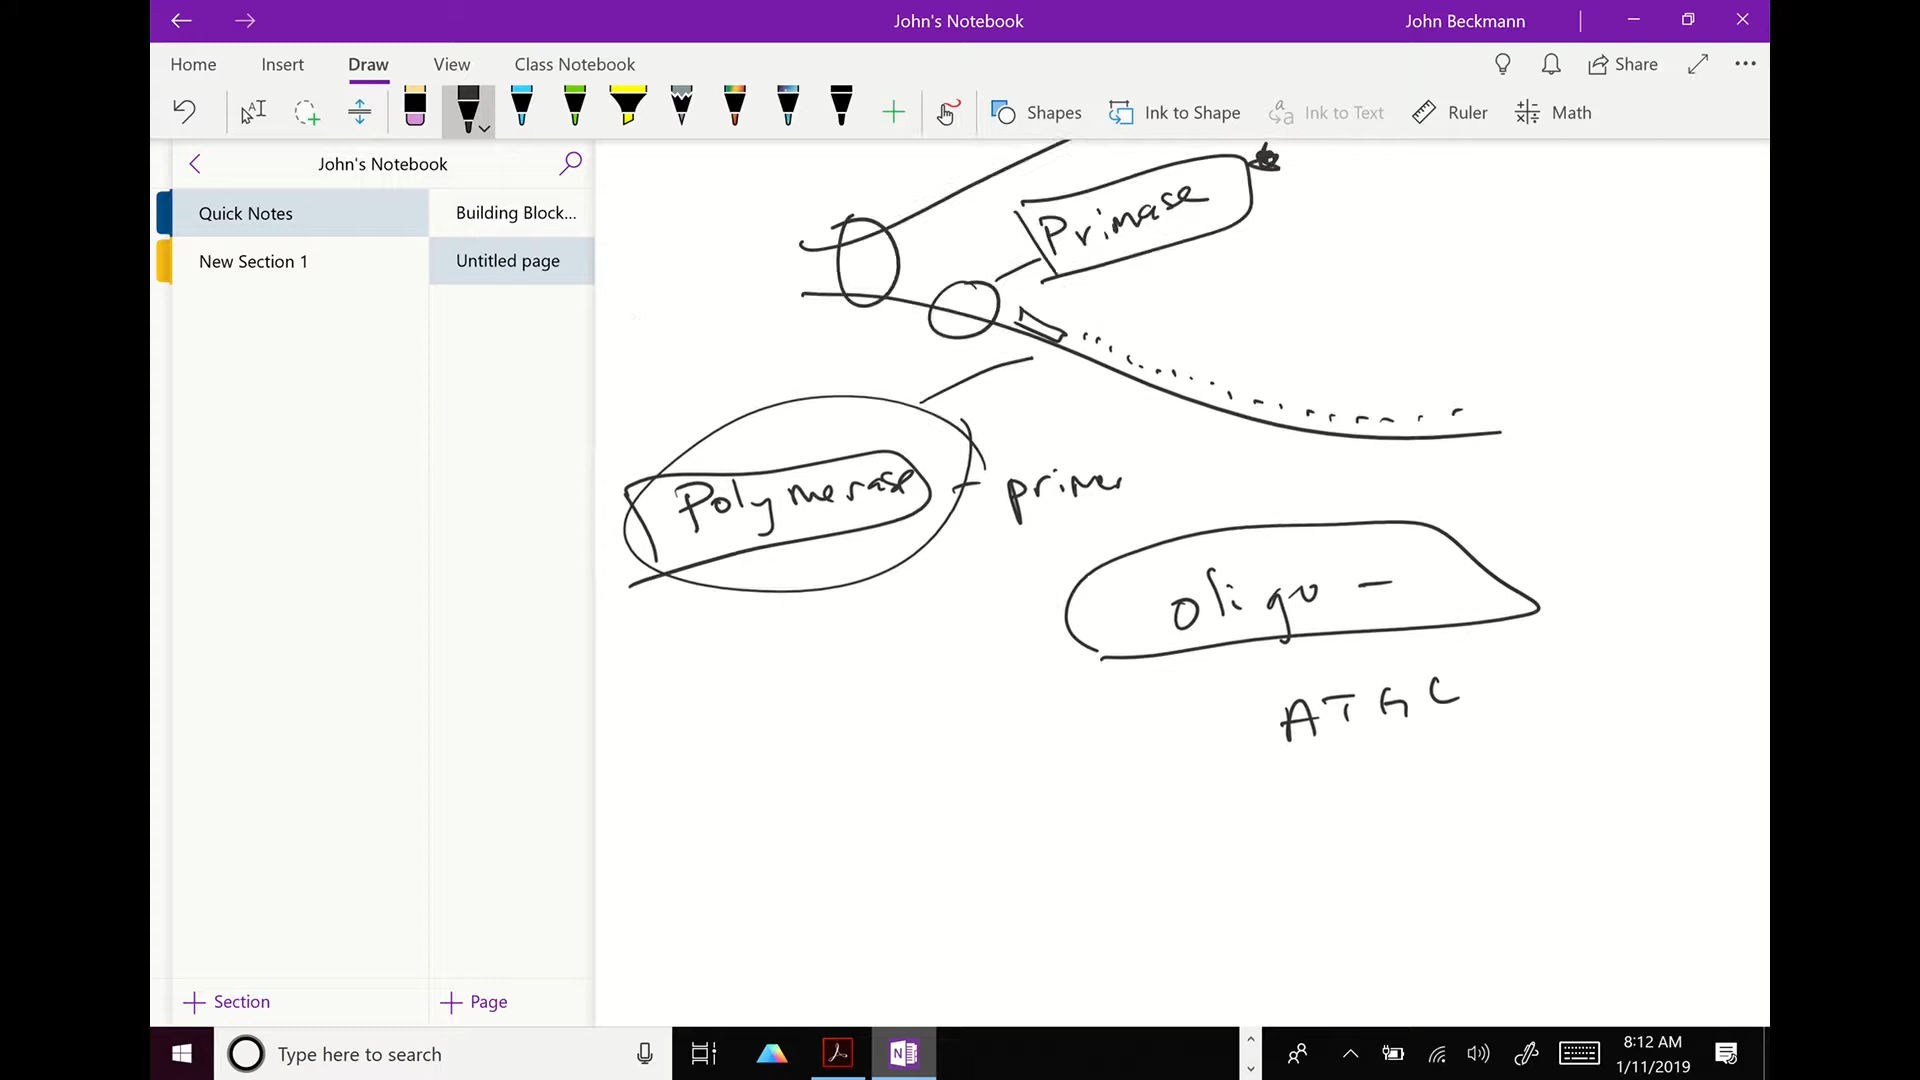 John's Notebook
John Beckmann
Home Insert Draw View Class Notebook
Share
Shapes Ink to Shape Ink to Text Ruler Math
John's Notebook
Quick Notes
New Section 1
Building Block...
Untitled page
Primase
Polymerase - primer
oligo -
ATGC
Section
Page
Type here to search
8:12 AM
1/11/2019